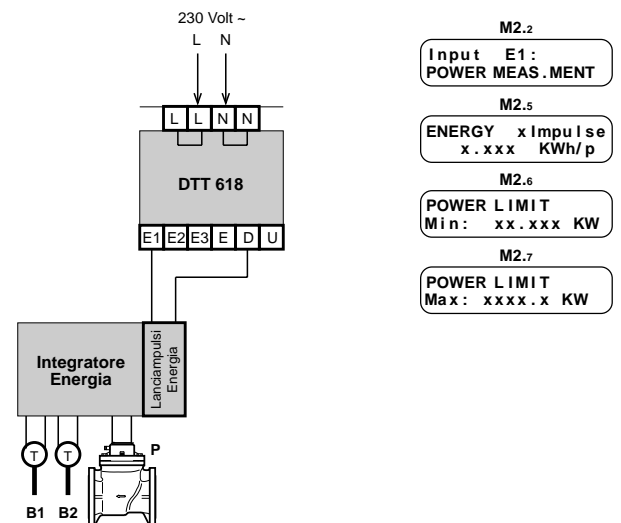 230 Volt ~
L N
L L N N
DTT 618
E1 E2 E3 E D U
Integratore
Energia
Lanciampulsi
Energia
T T
P
B1 B2
M2.2
Input E1:
POWER MEAS.MENT
M2.5
ENERGY x Impulse
x.xxx KWh/p
M2.6
POWER LIMIT
Min: xx.xxx KW
M2.7
POWER LIMIT
Max: xxxx.x KW